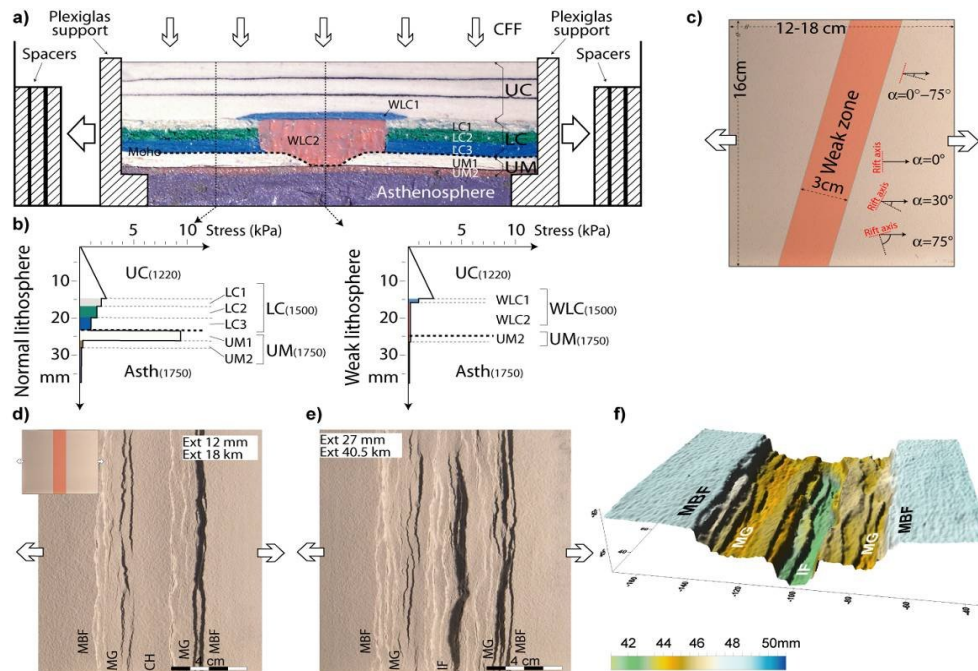 a)
Plexiglas
support
Spacers
CFF
Plexiglas
support
Spacers
UC
WLC1
LC1
LC2
LC
WLC2
LC3
Moho
UM1
UM
UM2
Asthenosphere
b)
5 10 Stress (kPa)
Normal lithosphere
10
20
30
mm
UC(1220)
LC1
LC2
LC3
LC(1500)
UM1
UM2
UM(1750)
Asth(1750)
5 10 Stress (kPa)
Weak lithosphere
10
20
30
mm
UC(1220)
WLC1
WLC2
WLC(1500)
UM2
UM(1750)
Asth(1750)
c)
12-18 cm
16cm
Weak zone
3cm
α=0°–75°
Rift axis
α=0°
Rift axis
α=30°
Rift axis
α=75°
d)
Ext 12 mm
Ext 18 km
MBF
MG
CH
MG
MBF
4 cm
e)
Ext 27 mm
Ext 40.5 km
MBF
MG
IF
MG
MBF
4 cm
f)
MBF
MG
IF
MG
MBF
-140
-120
-100
-80
-60
42 44 46 48 50mm